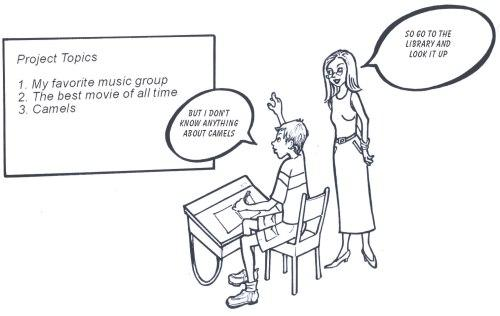 Project Topics
1. My favorite music group
2. The best movie of all time
3. Camels
BUT I DON'T
KNOW ANYTHING
ABOUT CAMELS
SO GO TO THE
LIBRARY AND
LOOK IT UP